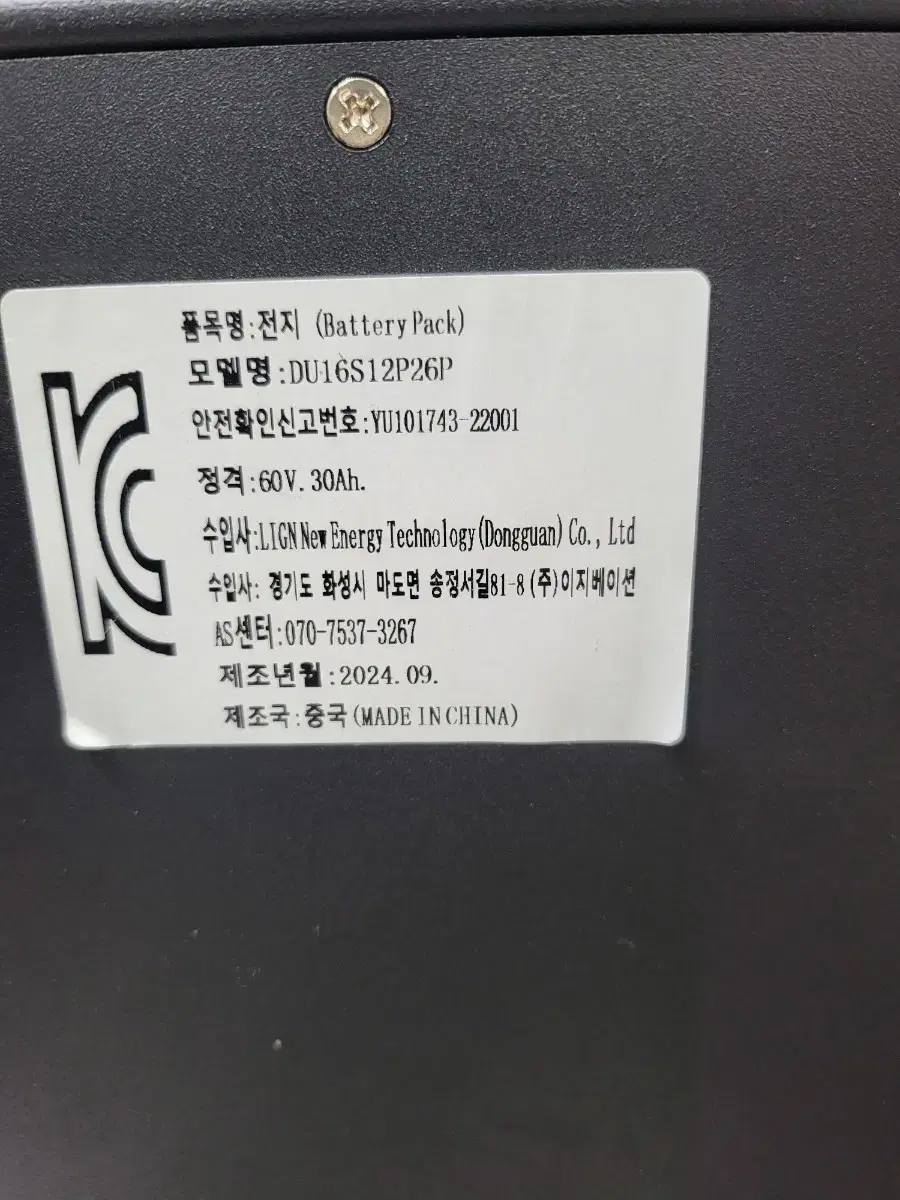 품목명:전지 (Battery Pack)
모델명:DU16S12P26P
안전확인신고번호:YU101743-22001
정격:60V. 30Ah.
수입사:LIGN New Energy Technology(Dongguan) Co., Ltd
수입사: 경기도 화성시 마도면 송정서길81-8 (주)이지베이션
AS센터:070-7537-3267
제조년월:2024. 09.
제조국:중국(MADE IN CHINA)